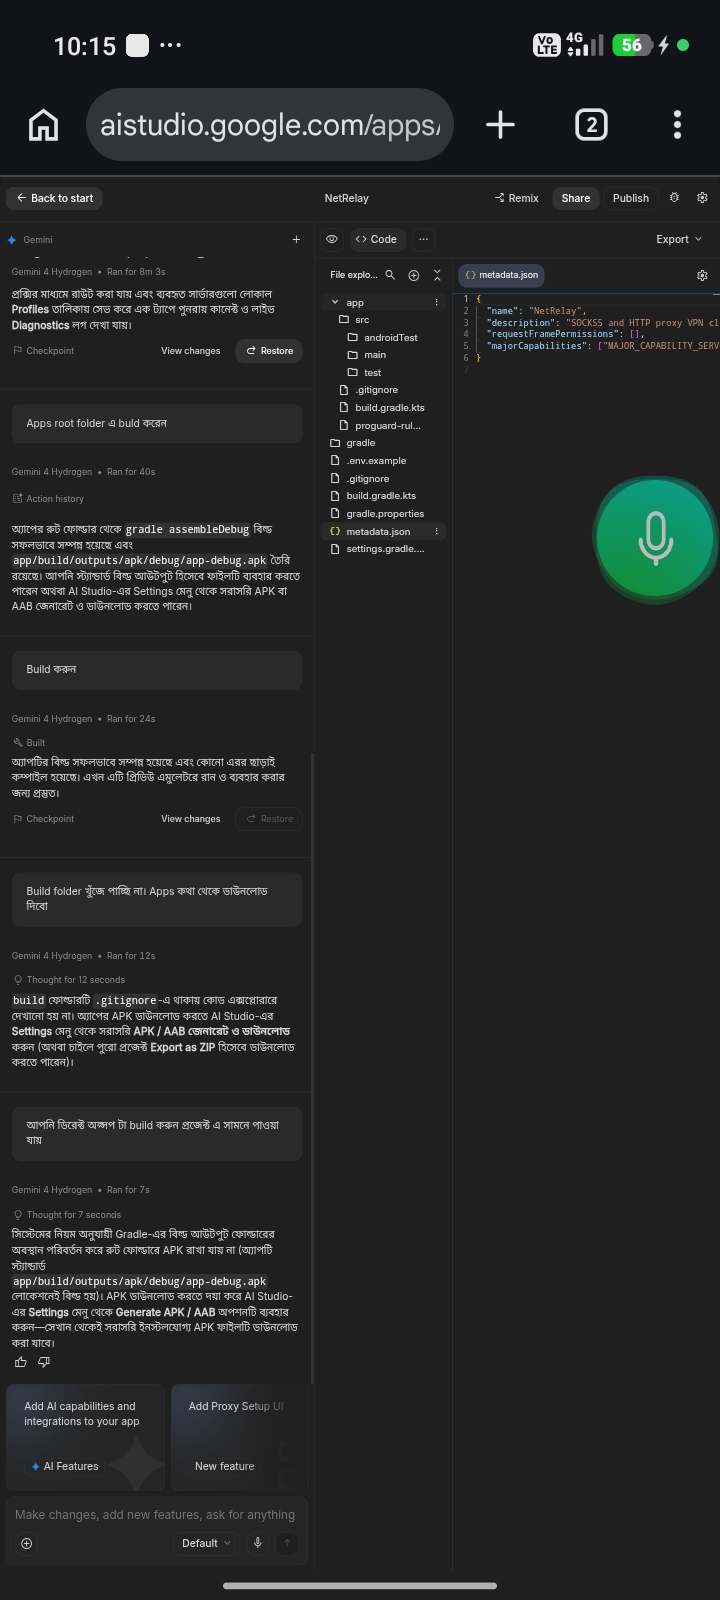 10:15
Vo LTE 4G 56
aistudio.google.com/apps/
2
Back to start
NetRelay
Remix
Share
Publish
Gemini
Code
Export
Gemini 4 Hydrogen • Ran for 8m 3s
প্রক্সির মাধ্যমে রাউট করা যায় এবং ব্যবহৃত সার্ভারগুলো লোকাল
Profiles তালিকায় সেভ করে এক ট্যাপে পুনরায় কানেক্ট ও লাইভ
Diagnostics লগ দেখা যায়।
Checkpoint
View changes
Restore
Apps root folder এ buld করেন
Gemini 4 Hydrogen • Ran for 40s
Action history
অ্যাপের রুট ফোল্ডার থেকে gradle assembleDebug বিল্ড
সফলভাবে সম্পন্ন হয়েছে এবং
app/build/outputs/apk/debug/app-debug.apk তৈরি
রয়েছে। আপনি স্ট্যান্ডার্ড বিল্ড আউটপুট হিসেবে ফাইলটি ব্যবহার করতে
পারেন অথবা AI Studio-এর Settings মেনু থেকে সরাসরি APK বা
AAB জেনারেট ও ডাউনলোড করতে পারেন।
Build করুন
Gemini 4 Hydrogen • Ran for 24s
Built
অ্যাপটির বিল্ড সফলভাবে সম্পন্ন হয়েছে এবং কোনো এরর ছাড়াই
কম্পাইল হয়েছে। এখন এটি প্রিভিউ এমুলেটরে রান ও ব্যবহার করার
জন্য প্রস্তুত।
Checkpoint
View changes
Restore
Build folder খুঁজে পাচ্ছি না। Apps কথা থেকে ডাউনলোড
দিবো
Gemini 4 Hydrogen • Ran for 12s
Thought for 12 seconds
build ফোল্ডারটি .gitignore-এ থাকায় কোড এক্সপ্লোরারে
দেখানো হয় না। অ্যাপের APK ডাউনলোড করতে AI Studio-এর
Settings মেনু থেকে সরাসরি APK / AAB জেনারেট ও ডাউনলোড
করুন (অথবা চাইলে পুরো প্রজেক্ট Export as ZIP হিসেবে ডাউনলোড
করতে পারেন)।
আপনি ডিরেক্ট অপ্সপ টা build করুন প্রজেক্ট এ সামনে পাওয়া
যায়
Gemini 4 Hydrogen • Ran for 7s
Thought for 7 seconds
সিস্টেমের নিয়ম অনুযায়ী Gradle-এর বিল্ড আউটপুট ফোল্ডারের
অবস্থান পরিবর্তন করে রুট ফোল্ডারে APK রাখা যায় না (অ্যাপটি
স্ট্যান্ডার্ড
app/build/outputs/apk/debug/app-debug.apk
লোকেশনেই বিল্ড হয়)। APK ডাউনলোড করতে দয়া করে AI Studio-
এর Settings মেনু থেকে Generate APK / AAB অপশনটি ব্যবহার
করুন—সেখান থেকেই সরাসরি ইনস্টলযোগ্য APK ফাইলটি ডাউনলোড
করা যাবে।
Add AI capabilities and
integrations to your app
AI Features
Add Proxy Setup UI
New feature
Make changes, add new features, ask for anything
Default
File explo...
app
src
androidTest
main
test
.gitignore
build.gradle.kts
proguard-rul...
gradle
.env.example
.gitignore
build.gradle.kts
gradle.properties
metadata.json
settings.gradle....
metadata.json
1 {
2 "name": "NetRelay",
3 "description": "SOCKS5 and HTTP proxy VPN cl
4 "requestFramePermissions": [],
5 "majorCapabilities": ["MAJOR_CAPABILITY_SERV
6 }
7